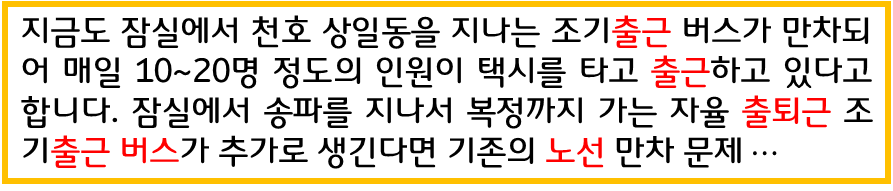 지금도 잠실에서 천호 상일동을 지나는 조기출근 버스가 만차되
어 매일 10~20명 정도의 인원이 택시를 타고 출근하고 있다고
합니다. 잠실에서 송파를 지나서 복정까지 가는 자율 출퇴근 조
기출근 버스가 추가로 생긴다면 기존의 노선 만차 문제 …